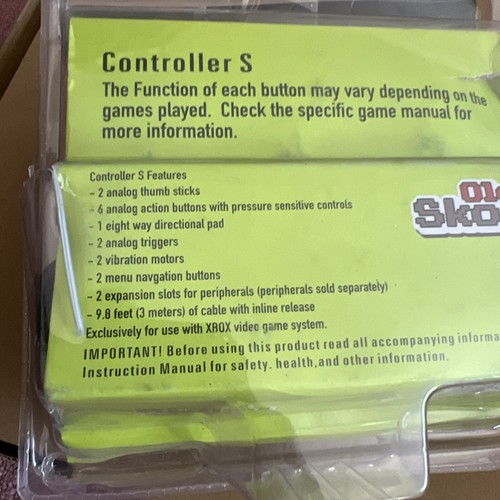 Controller S
The Function of each button may vary depending on the
games played. Check the specific game manual for
more information.
Controller S Features
- 2 analog thumb sticks
- 6 analog action buttons with pressure sensitive controls
- 1 eight way directional pad
- 2 analog triggers
- 2 vibration motors
- 2 menu navgation buttons
- 2 expansion slots for peripherals (peripherals sold separately)
- 9.8 feet (3 meters) of cable with inline release
Exclusively for use with XBOX video game system.
IMPORTANT! Before using this product read all accompanying informa
Instruction Manual for safety. health,and other information.